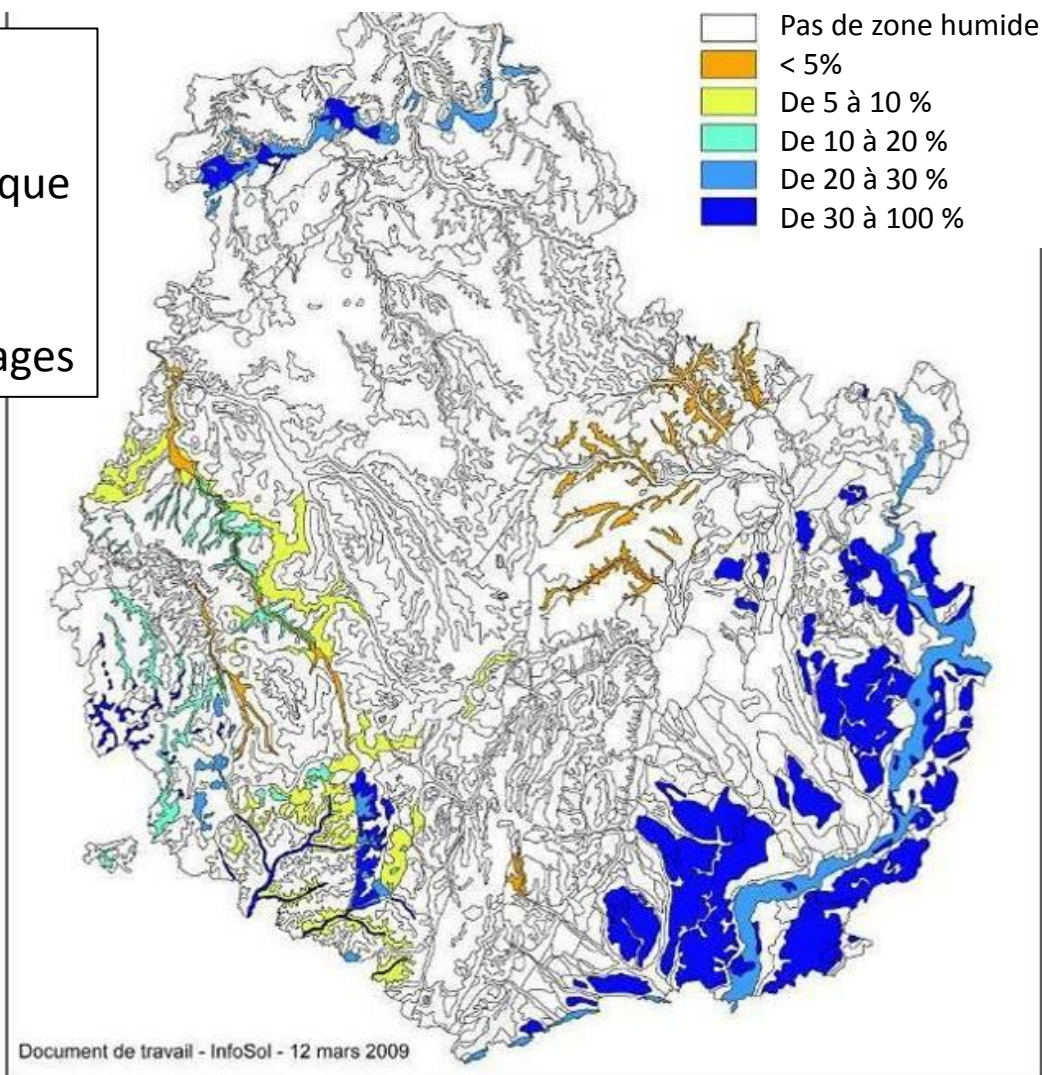 que
ages
Pas de zone humide
< 5%
De 5 à 10 %
De 10 à 20 %
De 20 à 30 %
De 30 à 100 %
Document de travail - InfoSol - 12 mars 2009